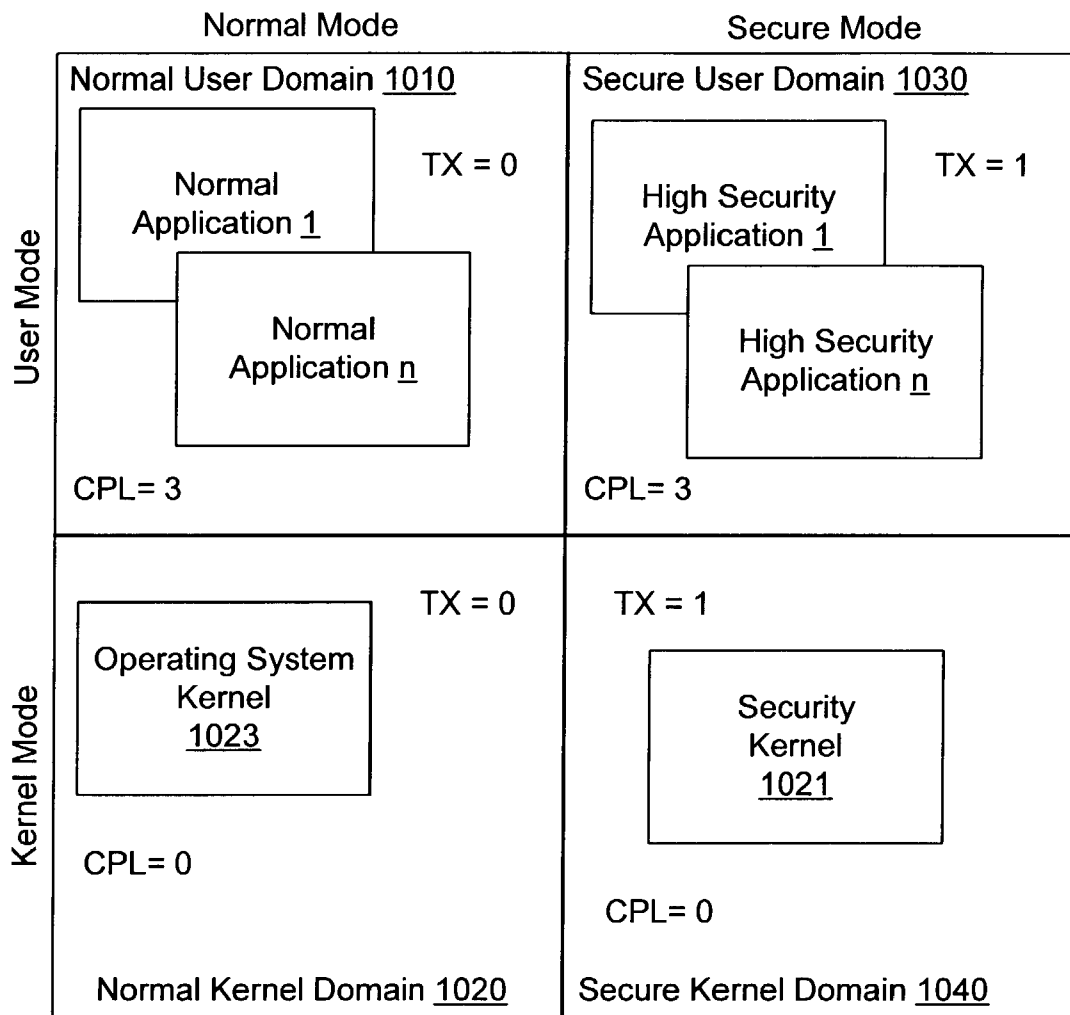 Normal Mode
Secure Mode
User Mode
Normal User Domain 1010
TX = 0
Normal
Application 1
Normal
Application n
CPL= 3
Secure User Domain 1030
TX = 1
High Security
Application 1
High Security
Application n
CPL= 3
Kernel Mode
TX = 0
Operating System
Kernel
1023
CPL= 0
Normal Kernel Domain 1020
TX = 1
Security
Kernel
1021
CPL= 0
Secure Kernel Domain 1040